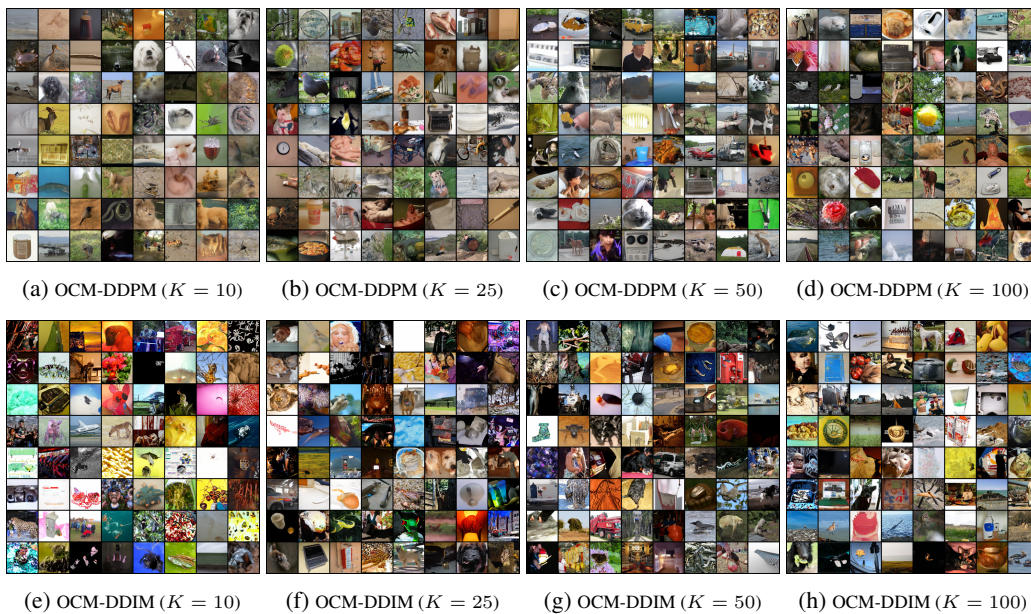 (a) OCM-DDPM (K = 10)
(b) OCM-DDPM (K = 25)
(c) OCM-DDPM (K = 50)
(d) OCM-DDPM (K = 100)
(e) OCM-DDIM (K = 10)
(f) OCM-DDIM (K = 25)
(g) OCM-DDIM (K = 50)
(h) OCM-DDIM (K = 100)